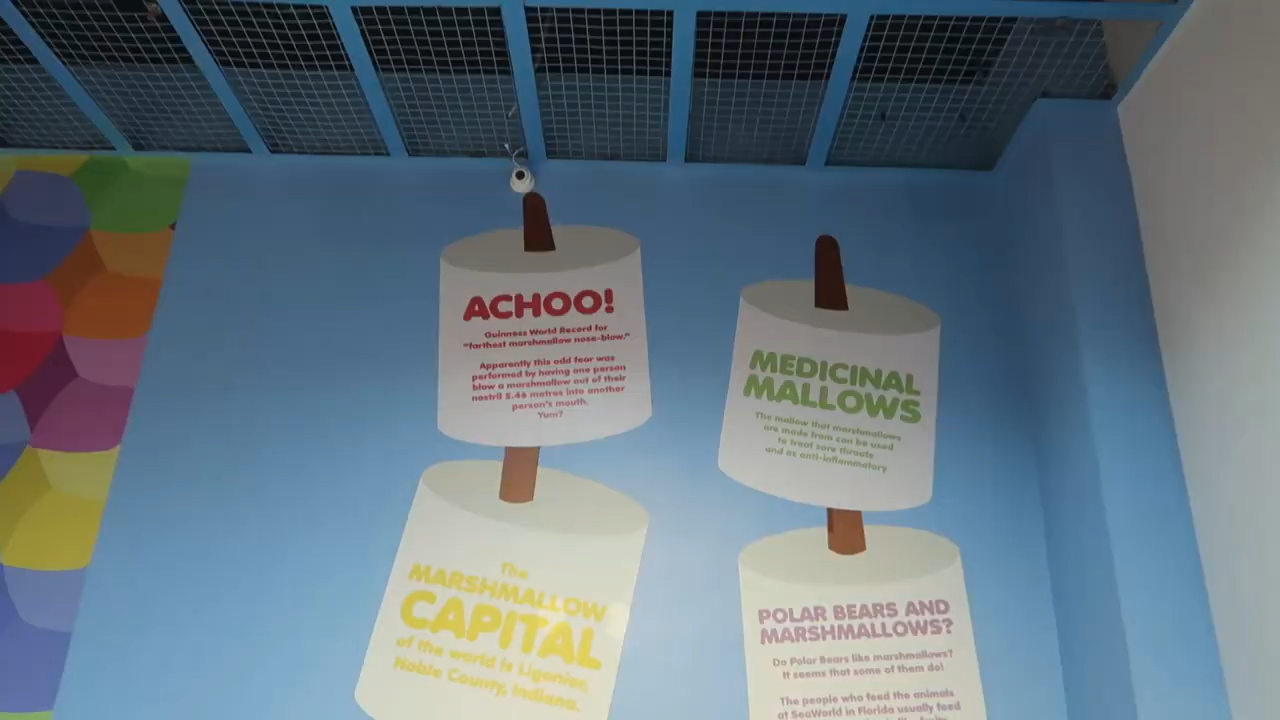 ACHOO!
Guinness World Record for
"farthest marshmallow nose-blow."
Apparently this odd fear was
performed by having one person
blow a marshmallow out of their
nostril 5.46 metres into another
person's mouth.
Yum?
The
MARSHMALLOW
CAPITAL
of the world is Ligonier,
Noble County, Indiana.
MEDICINAL
MALLOWS
The mallow that marshmallows
are made from can be used
to treat sore throats
and as anti-inflammatory
POLAR BEARS AND
MARSHMALLOWS?
Do Polar Bears like marshmallows?
It seems that some of them do!
The people who feed the animals
at SeaWorld in Florida usually feed